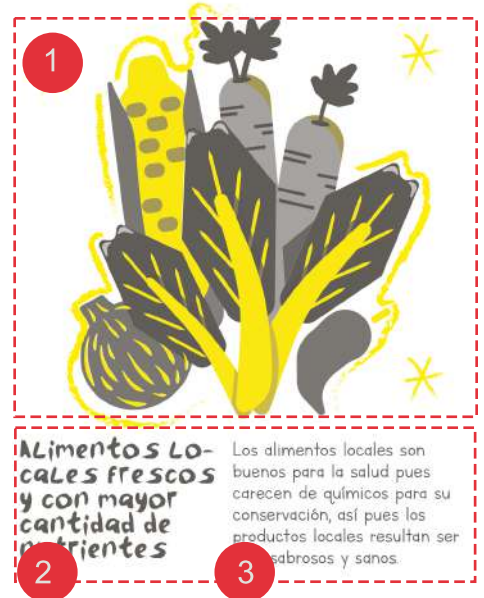 1
ALimentos Lo-
cales frescos
y con mayor
cantidad de
nutrientes
2
Los alimentos locales son
buenos para la salud pues
carecen de químicos para su
conservación, así pues los
productos locales resultan ser
sabrosos y sanos.
3